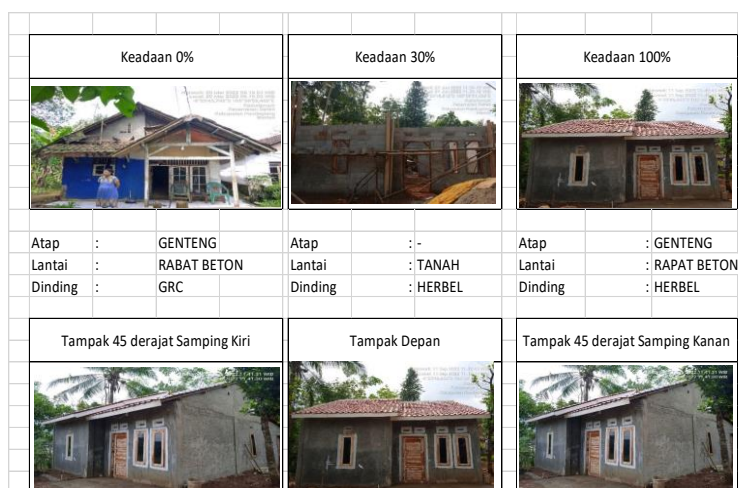 Keadaan 0% Keadaan 30% Keadaan 100%
Atap : GENTENG Atap : - Atap : GENTENG
Lantai : RABAT BETON Lantai : TANAH Lantai : RAPAT BETON
Dinding : GRC Dinding : HERBEL Dinding : HERBEL
Tampak 45 derajat Samping Kiri Tampak Depan Tampak 45 derajat Samping Kanan